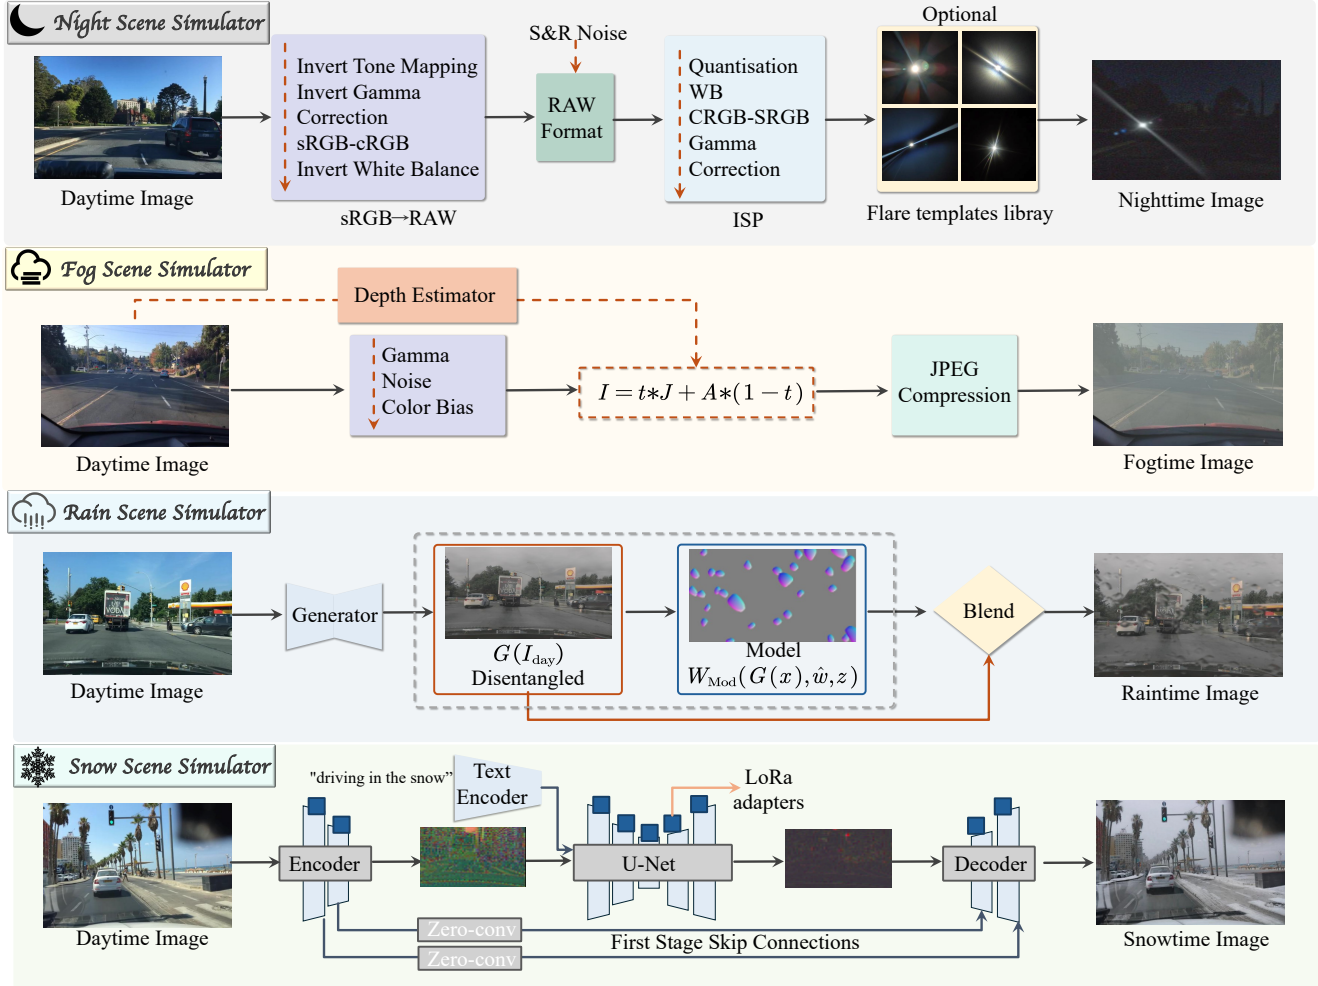 Night Scene Simulator
Daytime Image
Invert Tone Mapping
Invert Gamma
Correction
sRGB-cRGB
Invert White Balance
sRGB→RAW
S&R Noise
RAW
Format
Quantisation
WB
CRGB-SRGB
Gamma
Correction
ISP
Optional
Flare templates libray
Nighttime Image
Fog Scene Simulator
Depth Estimator
Daytime Image
Gamma
Noise
Color Bias
I = t*J + A*(1 − t)
JPEG
Compression
Fogtime Image
Rain Scene Simulator
Daytime Image
Generator
G(I_day)
Disentangled
Model
W_Mod(G(x), ŵ, z)
Blend
Raintime Image
Snow Scene Simulator
Daytime Image
"driving in the snow”
Text
Encoder
LoRa
adapters
Encoder
U-Net
Decoder
Zero-conv
Zero-conv
First Stage Skip Connections
Snowtime Image